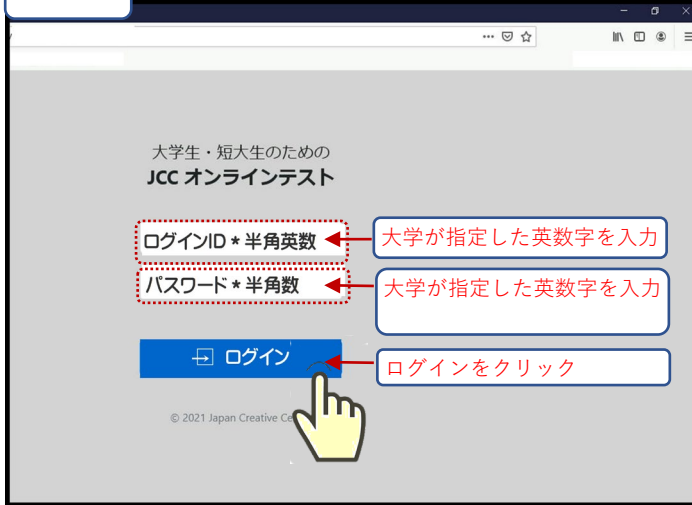 大学生・短大生のための
JCC オンラインテスト
ログインID * 半角英数
大学が指定した英数字を入力
パスワード * 半角数
大学が指定した英数字を入力
ログイン
ログインをクリック
© 2021 Japan Creative